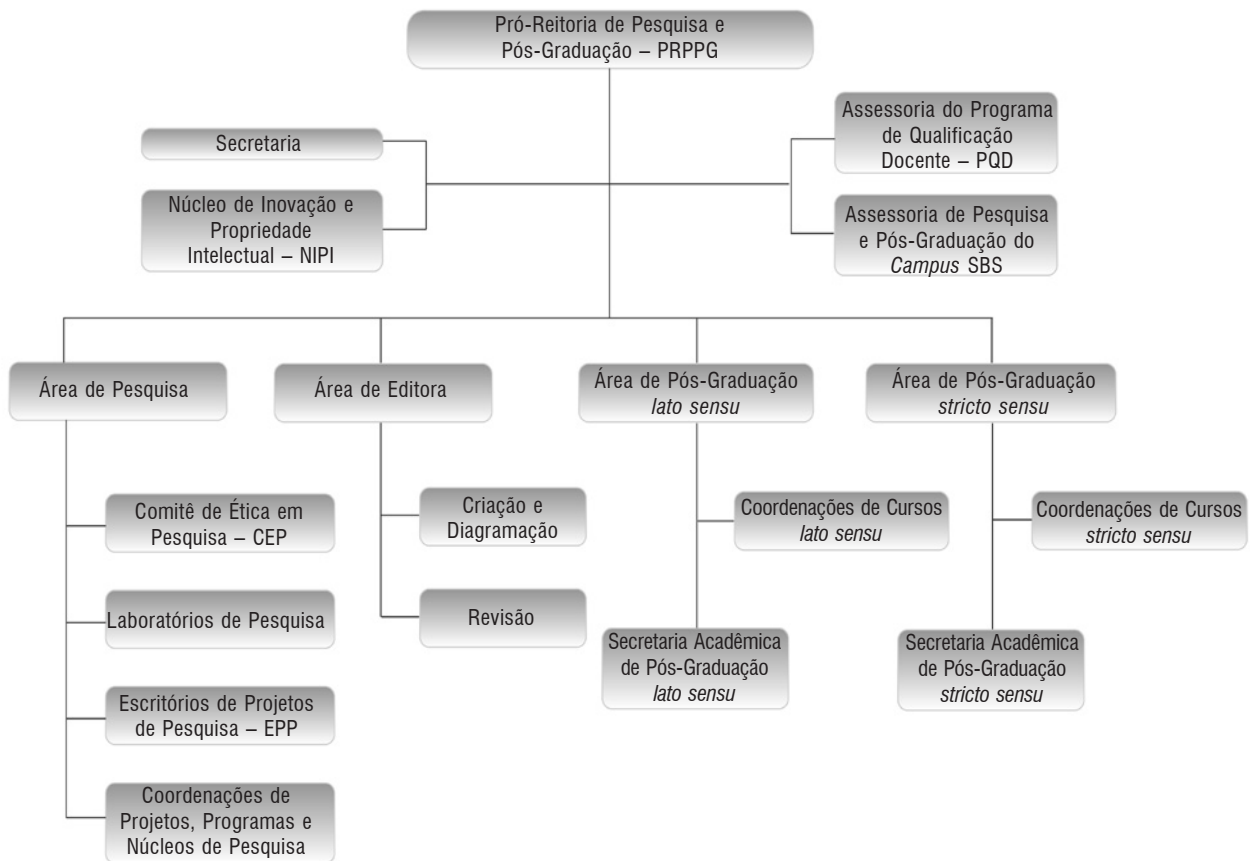 Pró-Reitoria de Pesquisa e
Pós-Graduação – PRPPG
Secretaria
Núcleo de Inovação e
Propriedade
Intelectual – NIPI
Assessoria do Programa
de Qualificação
Docente – PQD
Assessoria de Pesquisa
e Pós-Graduação do
Campus SBS
Área de Pesquisa
Área de Editora
Área de Pós-Graduação
lato sensu
Área de Pós-Graduação
stricto sensu
Comitê de Ética em
Pesquisa – CEP
Laboratórios de Pesquisa
Escritórios de Projetos
de Pesquisa – EPP
Coordenações de
Projetos, Programas e
Núcleos de Pesquisa
Criação e
Diagramação
Revisão
Coordenações de Cursos
lato sensu
Secretaria Acadêmica
de Pós-Graduação
lato sensu
Coordenações de Cursos
stricto sensu
Secretaria Acadêmica
de Pós-Graduação
stricto sensu